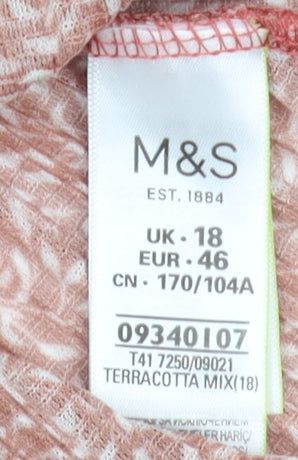 M&S
EST. 1884
UK · 18
EUR · 46
CN · 170/104A
09340107
T41 7250/09021
TERRACOTTA MIX(18)